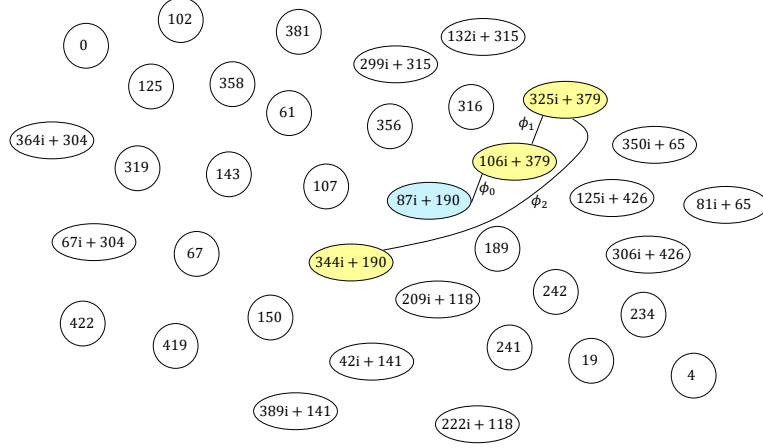 102
381
132i + 315
0
299i + 315
125
358
325i + 379
61
316
ϕ₁
356
364i + 304
350i + 65
106i + 379
319
143
107
ϕ₀
87i + 190
ϕ₂
125i + 426
81i + 65
67i + 304
67
189
306i + 426
344i + 190
242
209i + 118
422
150
234
419
241
42i + 141
19
4
389i + 141
222i + 118